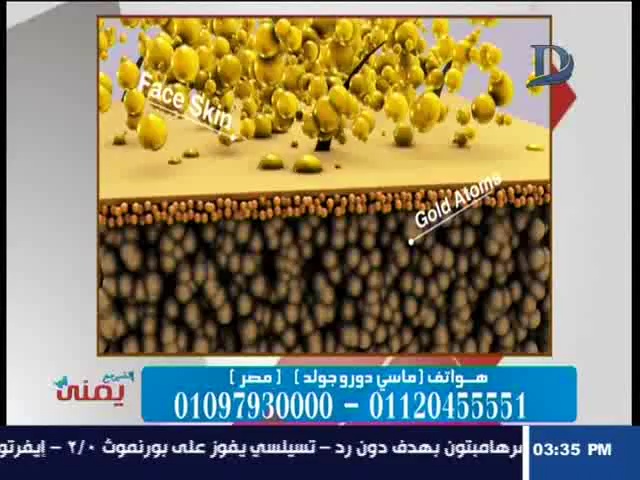 Face Skin
Gold Atoms
هـواتف [ماسي دورو جولد] [مصر]
01097930000 – 01120455551
يمنى
03:35 PM
برهامبتون بهدف دون رد – تسيلسي يفوز على بورنموث ٢/٠ – إيفرتو